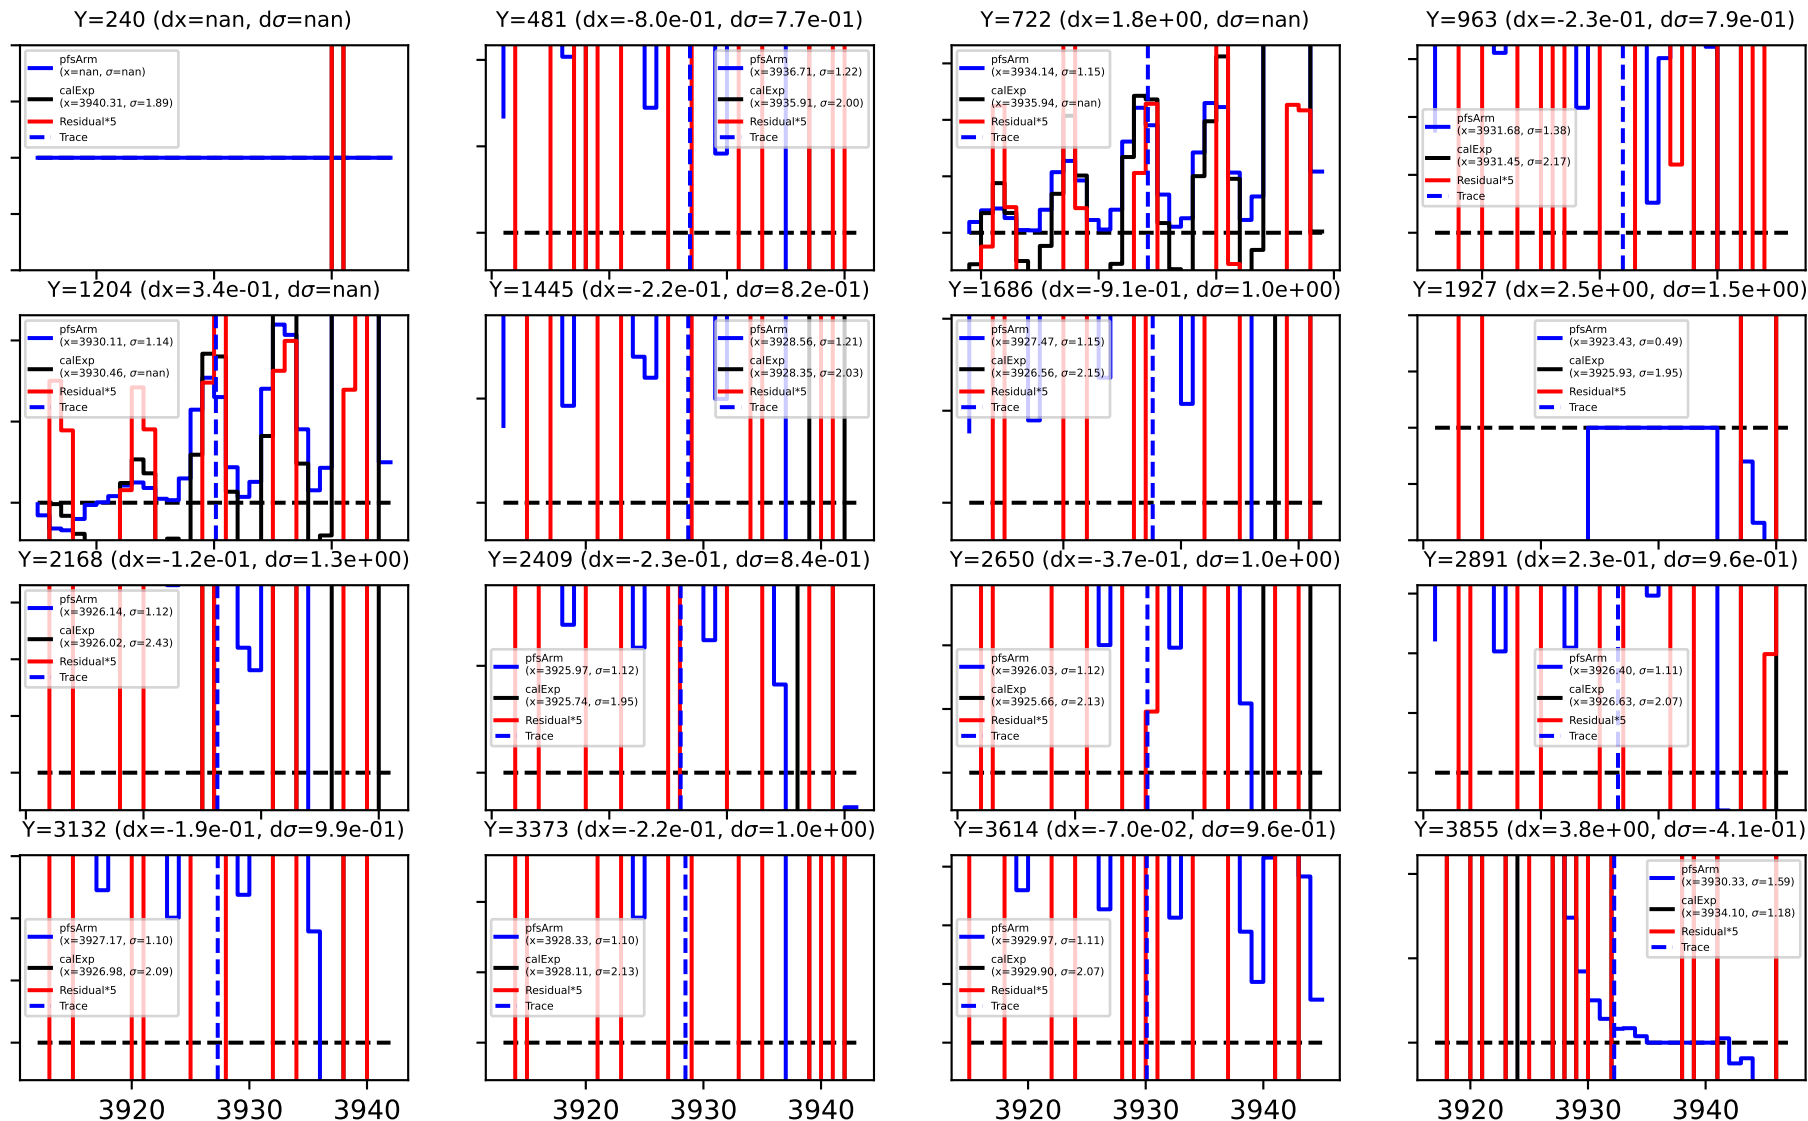 Y=240 (dx=nan, dσ=nan)
pfsArm
(x=nan, σ=nan)
calExp
(x=3940.31, σ=1.89)
Residual*5
Trace
Y=481 (dx=-8.0e-01, dσ=7.7e-01)
pfsArm
(x=3936.71, σ=1.22)
calExp
(x=3935.91, σ=2.00)
Residual*5
Trace
Y=722 (dx=1.8e+00, dσ=nan)
pfsArm
(x=3934.14, σ=1.15)
calExp
(x=3935.94, σ=nan)
Residual*5
Trace
Y=963 (dx=-2.3e-01, dσ=7.9e-01)
pfsArm
(x=3931.68, σ=1.38)
calExp
(x=3931.45, σ=2.17)
Residual*5
Trace
Y=1204 (dx=3.4e-01, dσ=nan)
pfsArm
(x=3930.11, σ=1.14)
calExp
(x=3930.46, σ=nan)
Residual*5
Trace
Y=1445 (dx=-2.2e-01, dσ=8.2e-01)
pfsArm
(x=3928.56, σ=1.21)
calExp
(x=3928.35, σ=2.03)
Residual*5
Trace
Y=1686 (dx=-9.1e-01, dσ=1.0e+00)
pfsArm
(x=3927.47, σ=1.15)
calExp
(x=3926.56, σ=2.15)
Residual*5
Trace
Y=1927 (dx=2.5e+00, dσ=1.5e+00)
pfsArm
(x=3923.43, σ=0.49)
calExp
(x=3925.93, σ=1.95)
Residual*5
Trace
Y=2168 (dx=-1.2e-01, dσ=1.3e+00)
pfsArm
(x=3926.14, σ=1.12)
calExp
(x=3926.02, σ=2.43)
Residual*5
Trace
Y=2409 (dx=-2.3e-01, dσ=8.4e-01)
pfsArm
(x=3925.97, σ=1.12)
calExp
(x=3925.74, σ=1.95)
Residual*5
Trace
Y=2650 (dx=-3.7e-01, dσ=1.0e+00)
pfsArm
(x=3926.03, σ=1.12)
calExp
(x=3925.66, σ=2.13)
Residual*5
Trace
Y=2891 (dx=2.3e-01, dσ=9.6e-01)
pfsArm
(x=3926.40, σ=1.11)
calExp
(x=3926.63, σ=2.07)
Residual*5
Trace
Y=3132 (dx=-1.9e-01, dσ=9.9e-01)
pfsArm
(x=3927.17, σ=1.10)
calExp
(x=3926.98, σ=2.09)
Residual*5
Trace
3920 3930 3940
Y=3373 (dx=-2.2e-01, dσ=1.0e+00)
pfsArm
(x=3928.33, σ=1.10)
calExp
(x=3928.11, σ=2.13)
Residual*5
Trace
3920 3930 3940
Y=3614 (dx=-7.0e-02, dσ=9.6e-01)
pfsArm
(x=3929.97, σ=1.11)
calExp
(x=3929.90, σ=2.07)
Residual*5
Trace
3920 3930 3940
Y=3855 (dx=3.8e+00, dσ=-4.1e-01)
pfsArm
(x=3930.33, σ=1.59)
calExp
(x=3934.10, σ=1.18)
Residual*5
Trace
3920 3930 3940